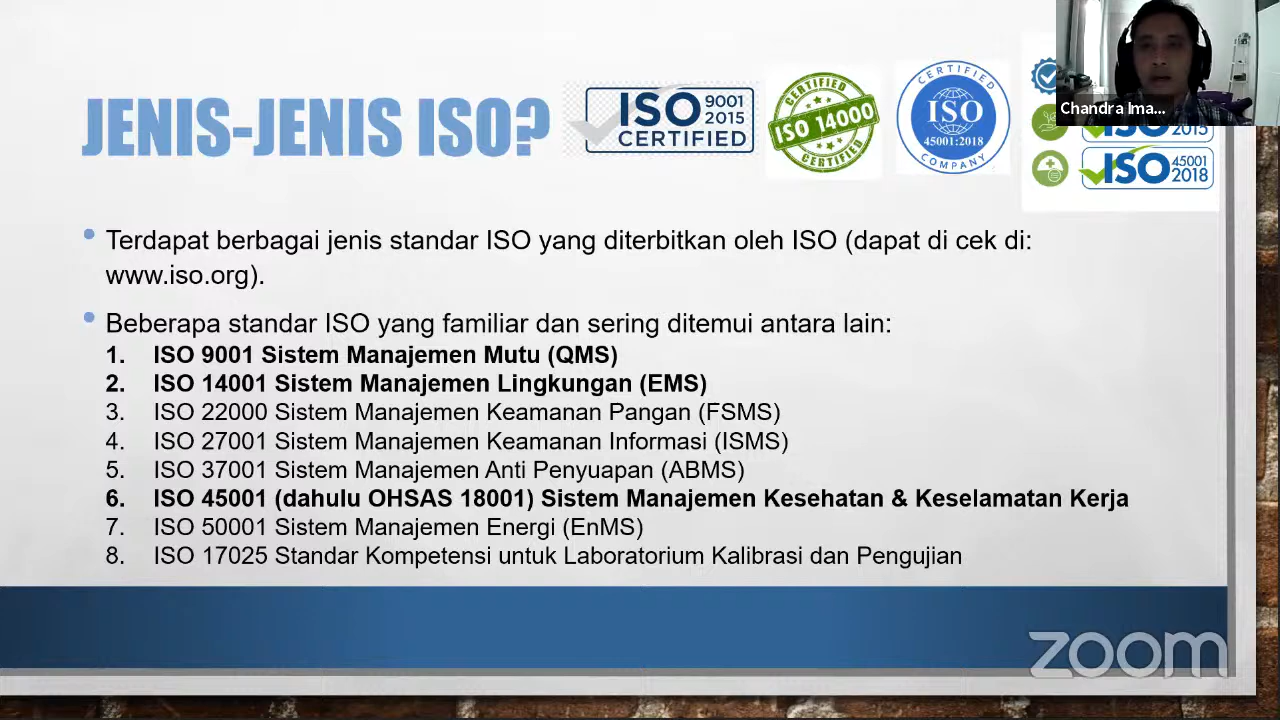 JENIS-JENIS ISO?
ISO 9001
2015
CERTIFIED
CERTIFIED
ISO 14000
CERTIFIED
CERTIFIED
ISO
45001:2018
COMPANY
Chandra Ima...
ISO 2015
ISO 45001
2018
Terdapat berbagai jenis standar ISO yang diterbitkan oleh ISO (dapat di cek di:
www.iso.org).
Beberapa standar ISO yang familiar dan sering ditemui antara lain:
1. ISO 9001 Sistem Manajemen Mutu (QMS)
2. ISO 14001 Sistem Manajemen Lingkungan (EMS)
3. ISO 22000 Sistem Manajemen Keamanan Pangan (FSMS)
4. ISO 27001 Sistem Manajemen Keamanan Informasi (ISMS)
5. ISO 37001 Sistem Manajemen Anti Penyuapan (ABMS)
6. ISO 45001 (dahulu OHSAS 18001) Sistem Manajemen Kesehatan & Keselamatan Kerja
7. ISO 50001 Sistem Manajemen Energi (EnMS)
8. ISO 17025 Standar Kompetensi untuk Laboratorium Kalibrasi dan Pengujian
zoom